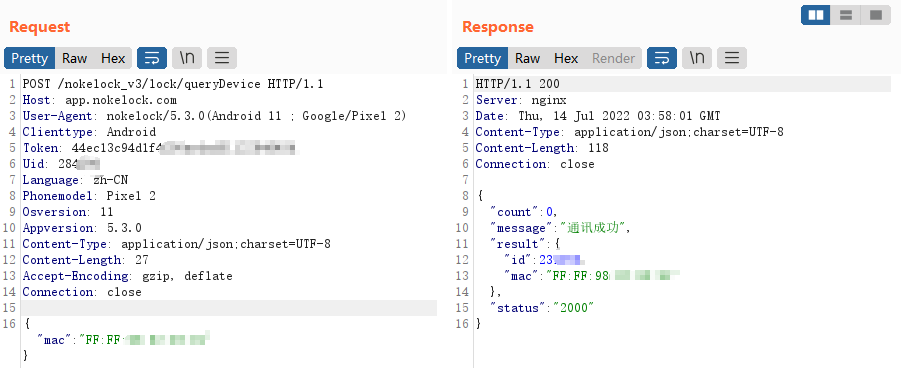 Request
Pretty Raw Hex \n
1 POST /nokelock_v3/lock/queryDevice HTTP/1.1
2 Host: app.nokelock.com
3 User-Agent: nokelock/5.3.0(Android 11 ; Google/Pixel 2)
4 Clienttype: Android
5 Token: 44ec13c94d1f4
6 Uid: 284
7 Language: zh-CN
8 Phonemodel: Pixel 2
9 Osversion: 11
10 Appversion: 5.3.0
11 Content-Type: application/json;charset=UTF-8
12 Content-Length: 27
13 Accept-Encoding: gzip, deflate
14 Connection: close
15
16 {
"mac":"FF:FF:
}
Response
Pretty Raw Hex Render \n
1 HTTP/1.1 200
2 Server: nginx
3 Date: Thu, 14 Jul 2022 03:58:01 GMT
4 Content-Type: application/json;charset=UTF-8
5 Content-Length: 118
6 Connection: close
7
8 {
9 "count":0,
10 "message":"通讯成功",
11 "result":{
12 "id":23
13 "mac":"FF:FF:98
14 },
15 "status":"2000"
16 }